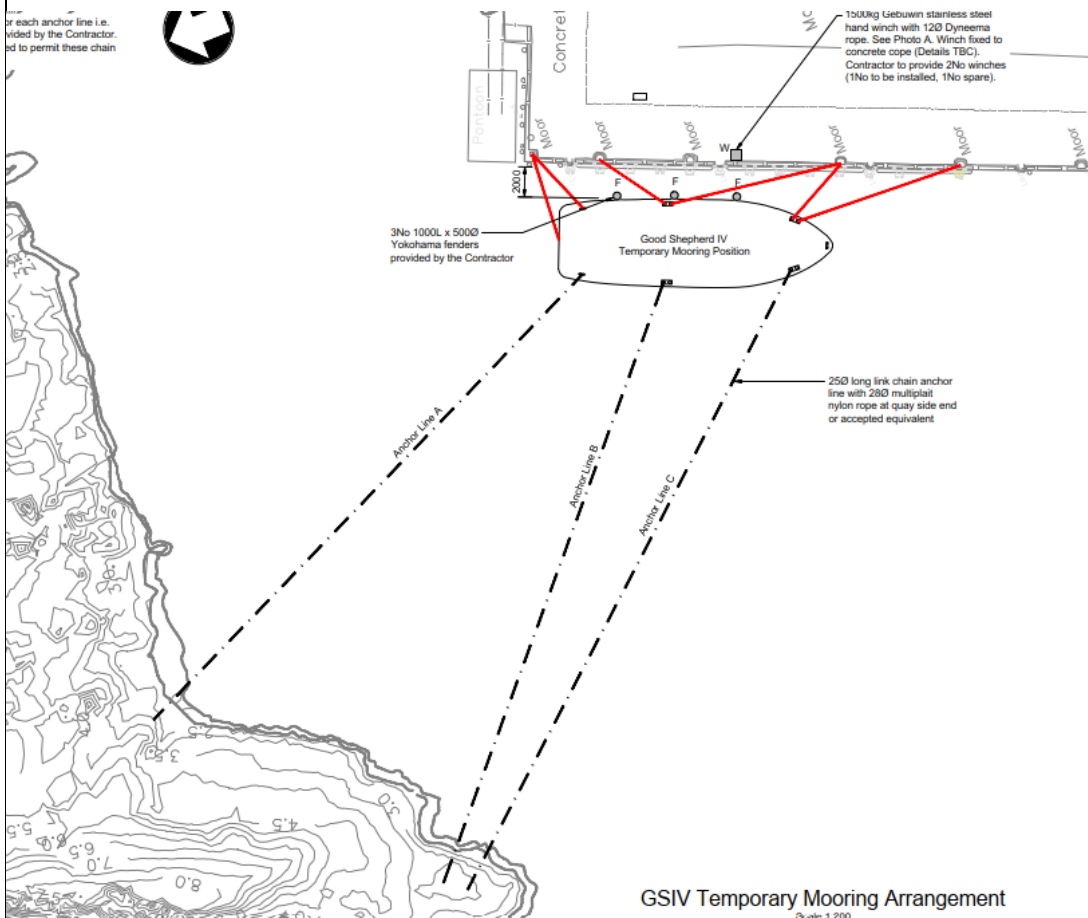 or each anchor line i.e.
vided by the Contractor.
ed to permit these chain
Concret
1500kg Gebuwin stainless steel
hand winch with 12Ø Dyneema
rope. See Photo A. Winch fixed to
concrete cope (Details TBC).
Contractor to provide 2No winches
(1No to be installed, 1No spare).
Pontoon
Moor
Moor
Moor
W
Moor
Moor
Moor
2000
F
F
F
3No 1000L x 500Ø
Yokohama fenders
provided by the Contractor
Good Shepherd IV
Temporary Mooring Position
25Ø long link chain anchor
line with 28Ø multiplait
nylon rope at quay side end
or accepted equivalent
Anchor Line A
Anchor Line B
Anchor Line C
3.5
3.0
4.5
5.5
6.0
6.5
7.0
7.5
8.0
GSIV Temporary Mooring Arrangement
Scale 1:200